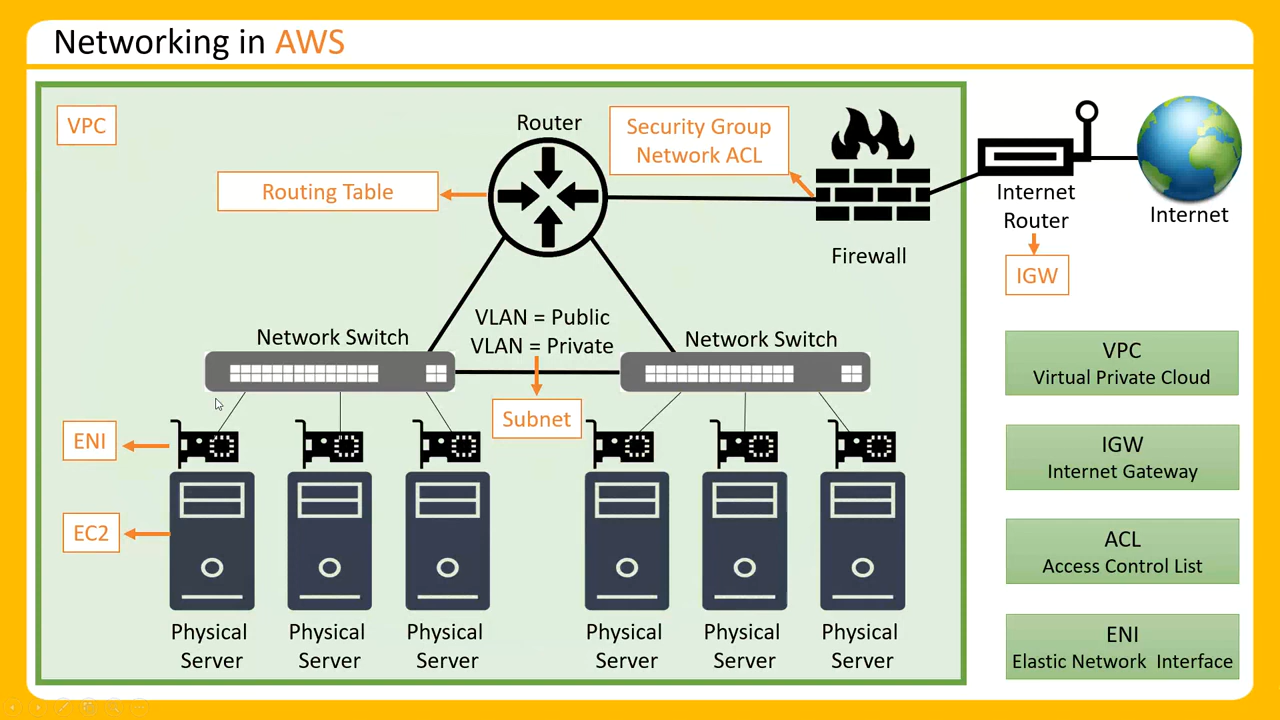 Networking in AWS
VPC
Router
Security Group
Network ACL
Routing Table
Firewall
Internet
Router
Internet
IGW
VLAN = Public
VLAN = Private
Network Switch
Network Switch
Subnet
ENI
EC2
Physical
Server
Physical
Server
Physical
Server
Physical
Server
Physical
Server
Physical
Server
VPC
Virtual Private Cloud
IGW
Internet Gateway
ACL
Access Control List
ENI
Elastic Network Interface